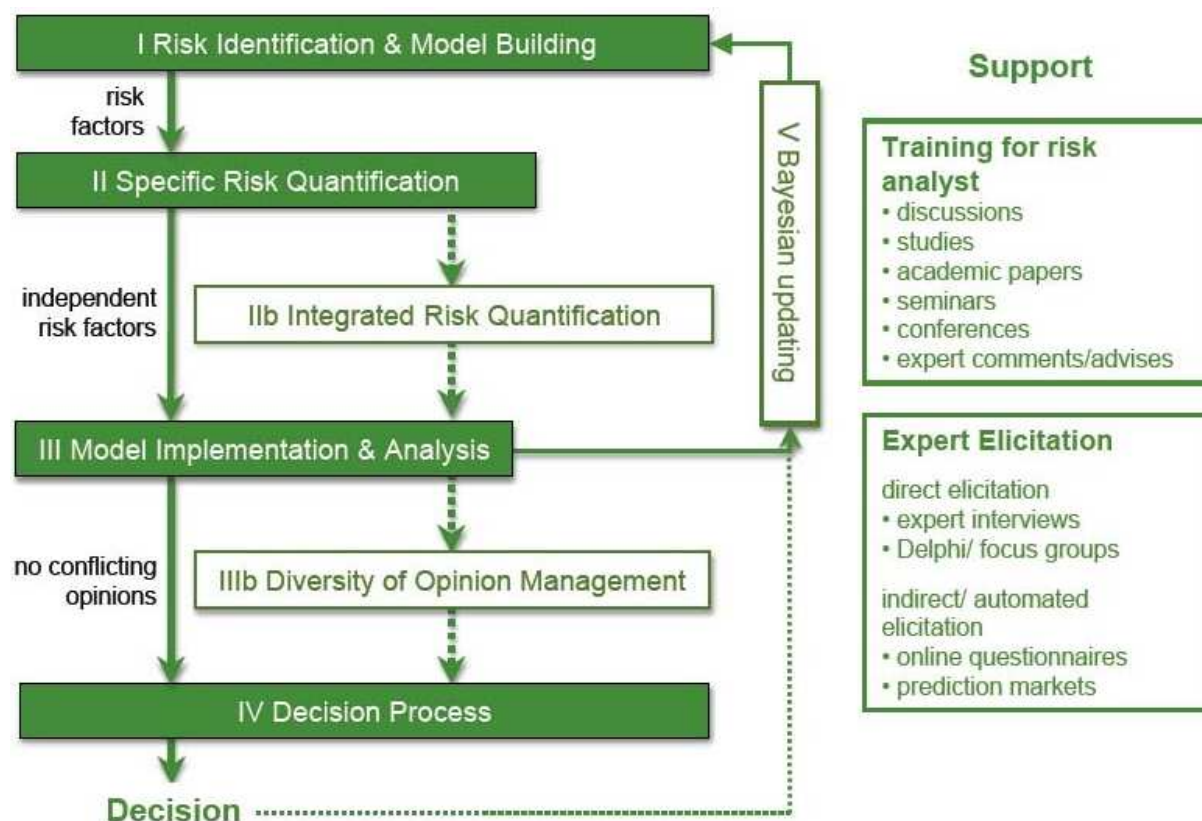 I Risk Identification & Model Building
risk
factors
II Specific Risk Quantification
independent
risk factors
IIb Integrated Risk Quantification
III Model Implementation & Analysis
no conflicting
opinions
IIIb Diversity of Opinion Management
IV Decision Process
Decision
V Bayesian updating
Support
Training for risk
analyst
• discussions
• studies
• academic papers
• seminars
• conferences
• expert comments/advises
Expert Elicitation
direct elicitation
• expert interviews
• Delphi/ focus groups
indirect/ automated
elicitation
• online questionnaires
• prediction markets